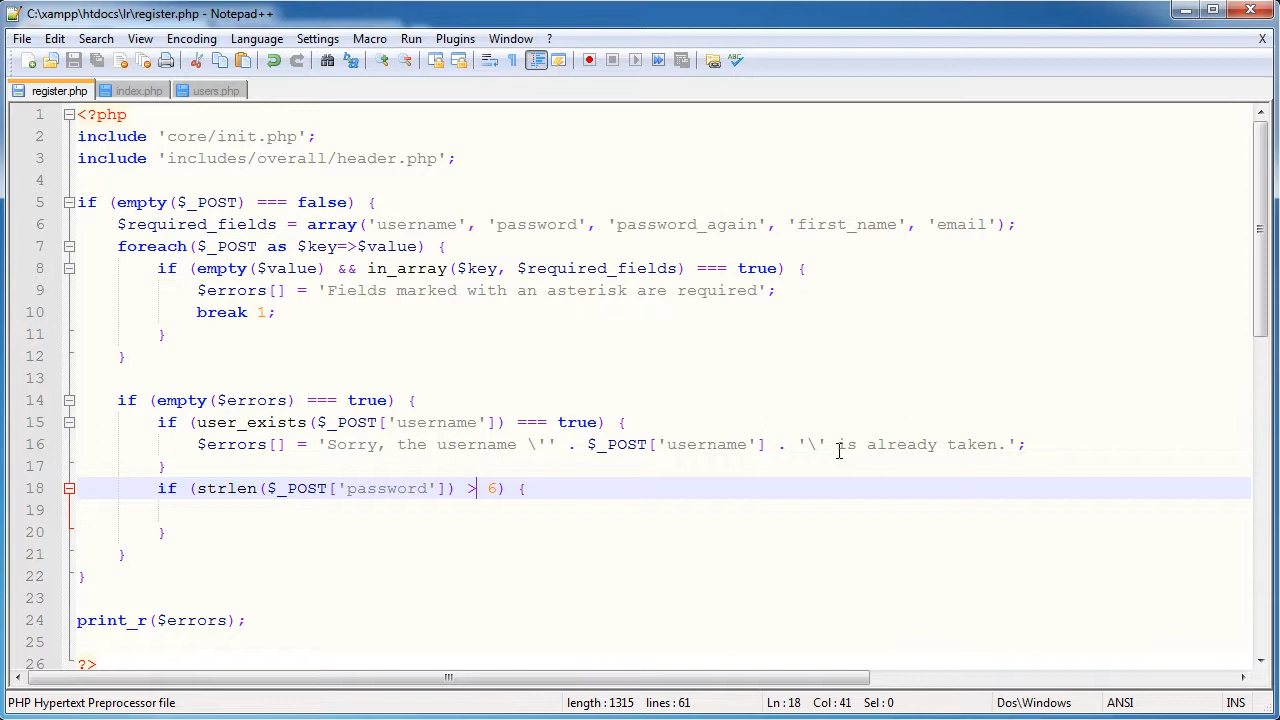 C:\xampp\htdocs\lr\register.php - Notepad++
File Edit Search View Encoding Language Settings Macro Run Plugins Window ? X
register.php index.php users.php
1 <?php
2 include 'core/init.php';
3 include 'includes/overall/header.php';
4
5 if (empty($_POST) === false) {
6 $required_fields = array('username', 'password', 'password_again', 'first_name', 'email');
7 foreach($_POST as $key=>$value) {
8 if (empty($value) && in_array($key, $required_fields) === true) {
9 $errors[] = 'Fields marked with an asterisk are required';
10 break 1;
11 }
12 }
13
14 if (empty($errors) === true) {
15 if (user_exists($_POST['username']) === true) {
16 $errors[] = 'Sorry, the username \'' . $_POST['username'] . '\' is already taken.';
17 }
18 if (strlen($_POST['password']) > 6) {
19
20 }
21 }
22 }
23
24 print_r($errors);
25
26 ?>
PHP Hypertext Preprocessor file length : 1315 lines : 61 Ln : 18 Col : 41 Sel : 0 Dos\Windows ANSI INS